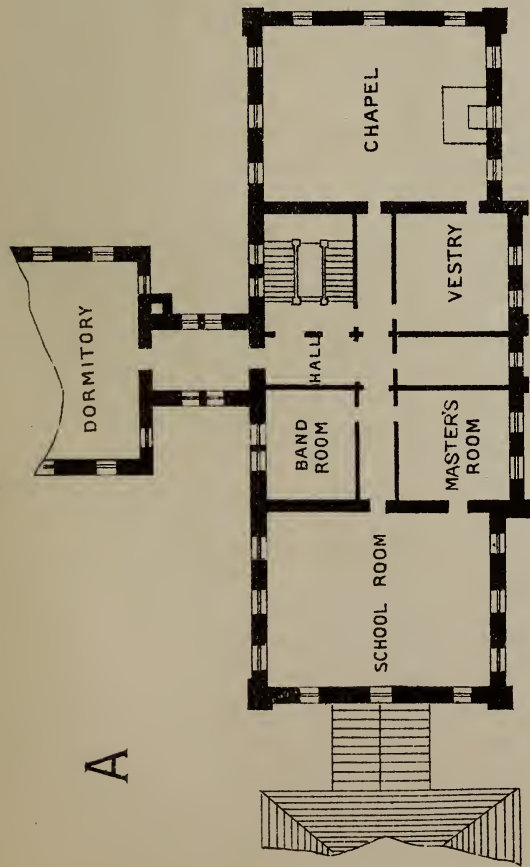 A
DORMITORY
CHAPEL
HALL
VESTRY
BAND
ROOM
MASTER'S
ROOM
SCHOOL ROOM